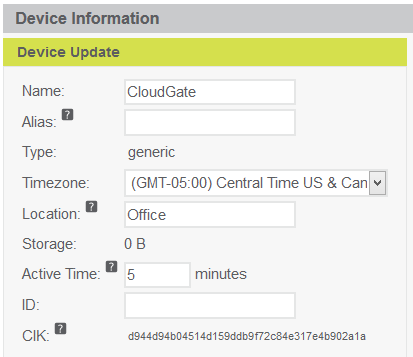 Device Information
Device Update
Name: CloudGate
Alias: ?
Type: generic
Timezone: (GMT-05:00) Central Time US & Can
Location: ? Office
Storage: 0 B
Active Time: ? 5 minutes
ID:
CIK: ? d944d94b04514d159ddb9f72c84e317e4b902a1a